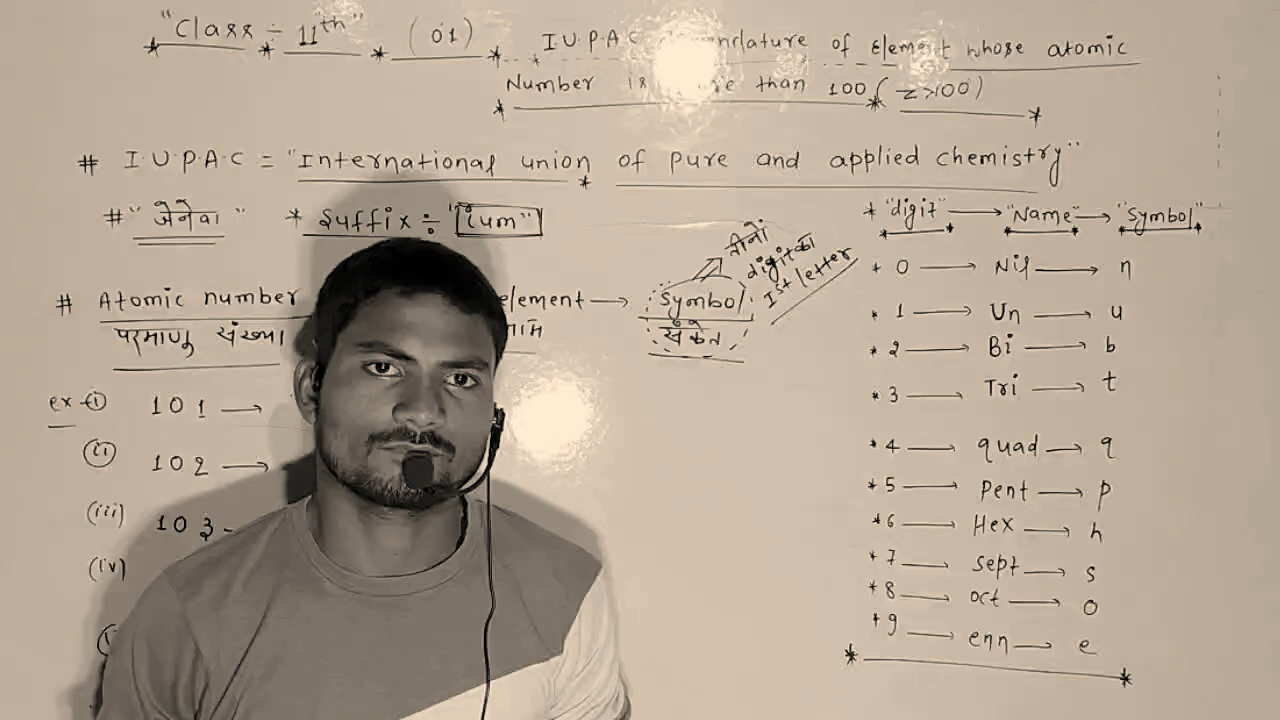 "Class ÷ 11th" (01) I.U.P.A.C nclature of Element whose atomic
Number is than 100 (Z>100)
# I.U.P.A.C = "International union of pure and applied chemistry"
# "जेनेवा" * Suffix ÷ "ium"
* "digit" → "Name" → "Symbol"
तीनों
digit का
Ist letter
# Atomic number element → Symbol
परमाणु संख्या नाम संकेत
ex (i) 101 →
(ii) 102 →
(iii) 103 -
(iv)
* 0 → Nil → n
* 1 → Un → u
* 2 → Bi → b
* 3 → Tri → t
* 4 → quad → q
* 5 → Pent → p
* 6 → Hex → h
* 7 → sept → s
* 8 → oct → o
* 9 → enn → e